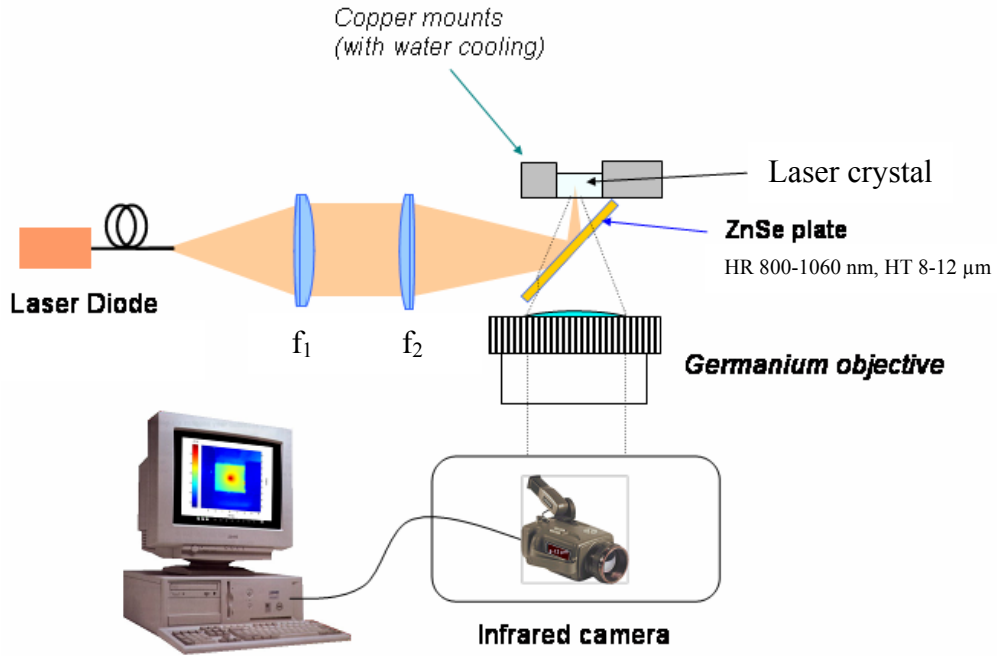 Copper mounts
(with water cooling)
Laser crystal
ZnSe plate
HR 800-1060 nm, HT 8-12 µm
Laser Diode
f1
f2
Germanium objective
Infrared camera